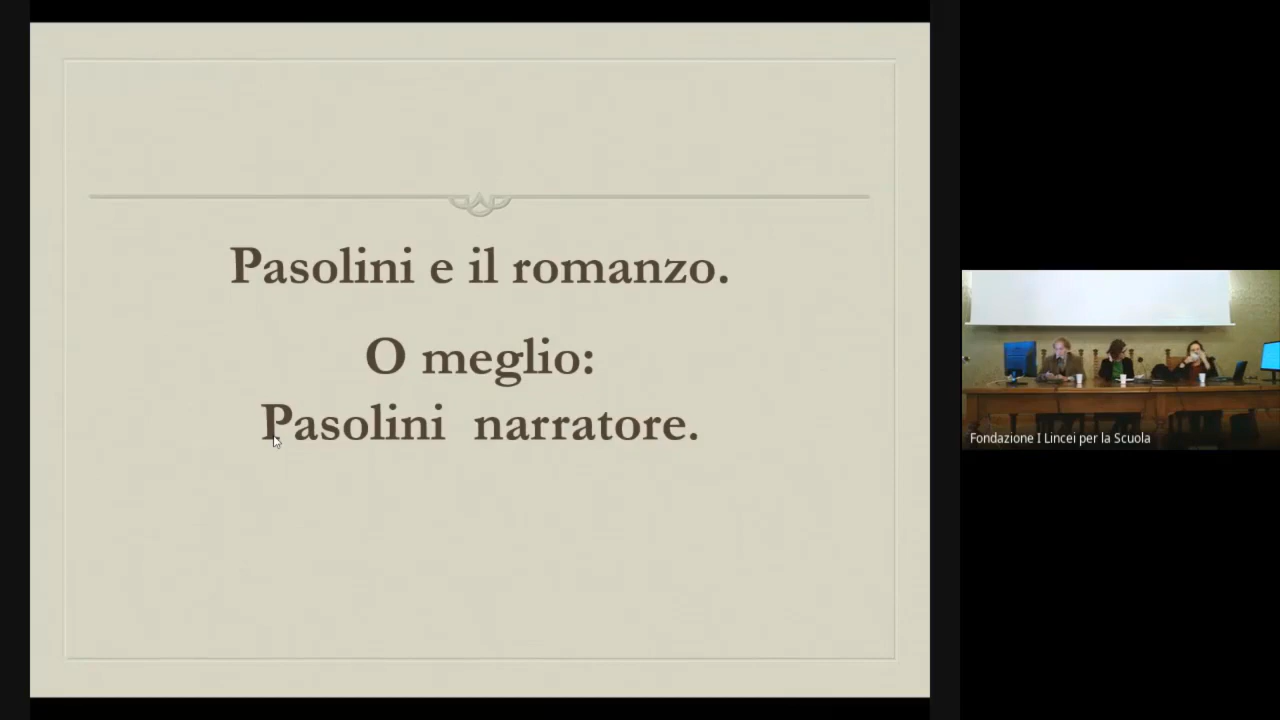 Pasolini e il romanzo.
O meglio:
Pasolini narratore.
Fondazione I Lincei per la Scuola